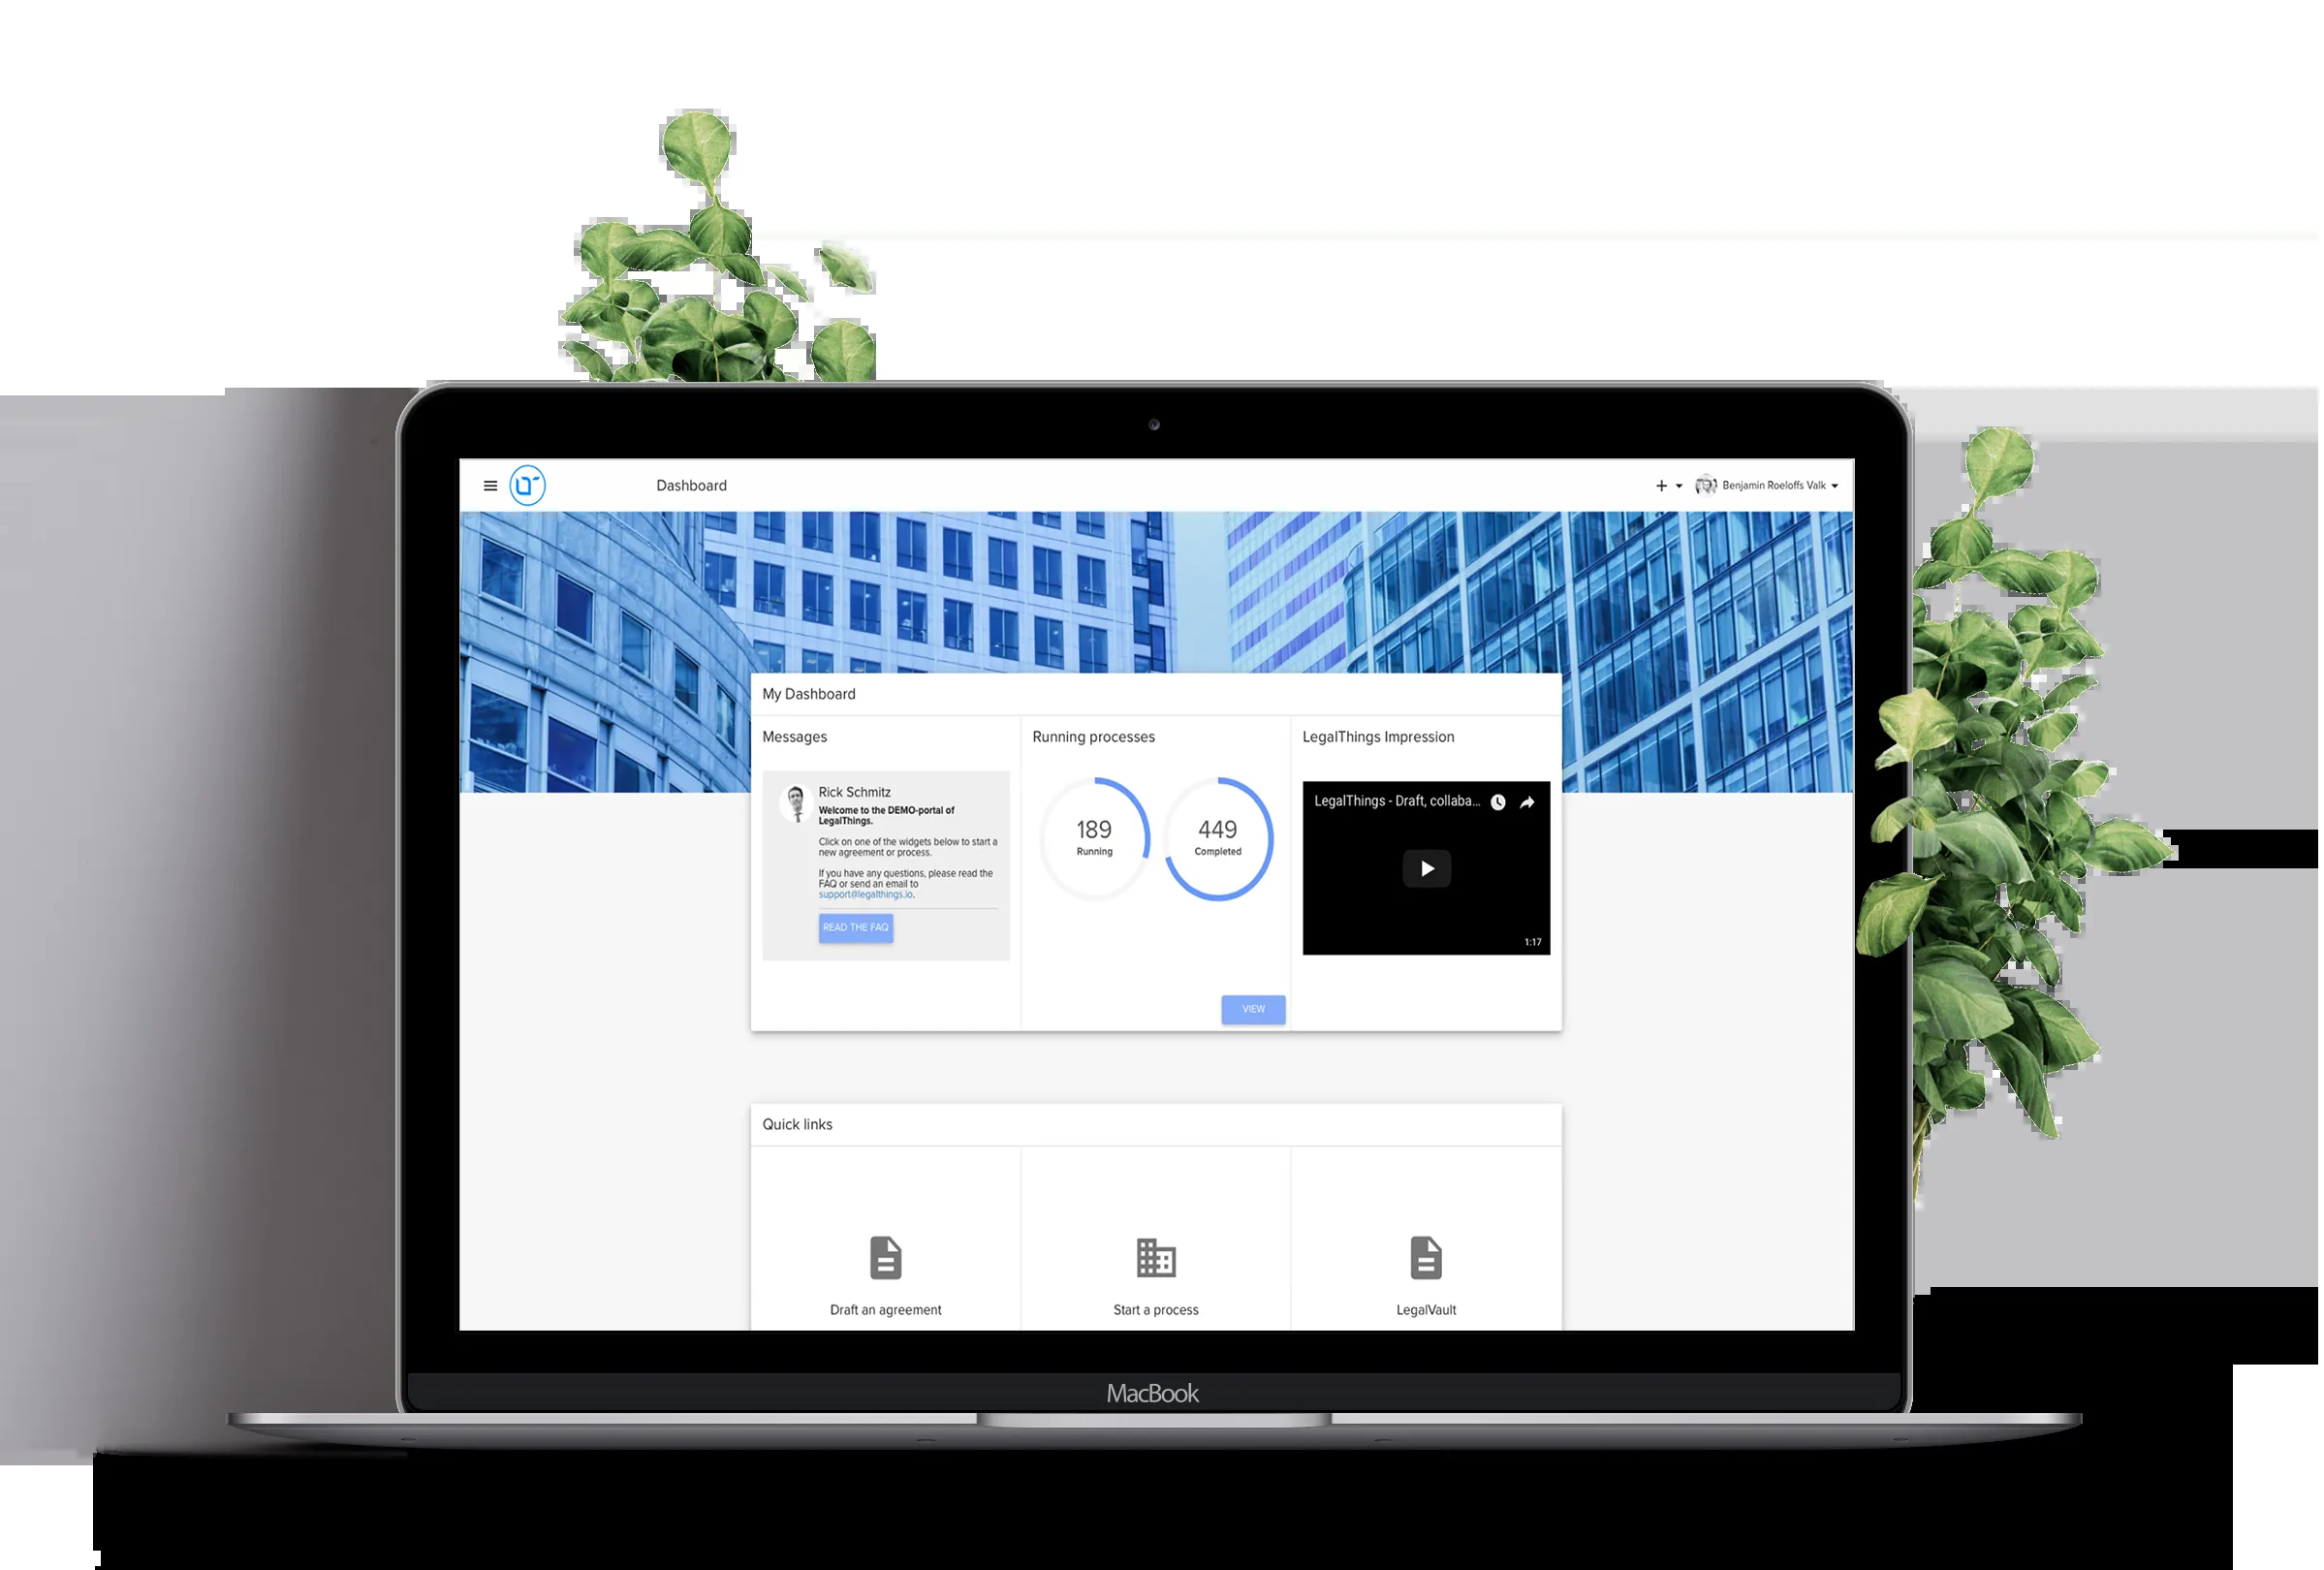 Dashboard
Benjamin Roeloffs Valk
My Dashboard
Messages
Running processes
LegalThings Impression
Rick Schmitz
Welcome to the DEMO-portal of
LegalThings.
Click on one of the widgets below to start a
new agreement or process.
If you have any questions, please read the
FAQ or send an email to
support@legalthings.io.
READ THE FAQ
189
Running
449
Completed
VIEW
LegalThings - Draft, collaba...
1:17
Quick links
Draft an agreement
Start a process
LegalVault
MacBook